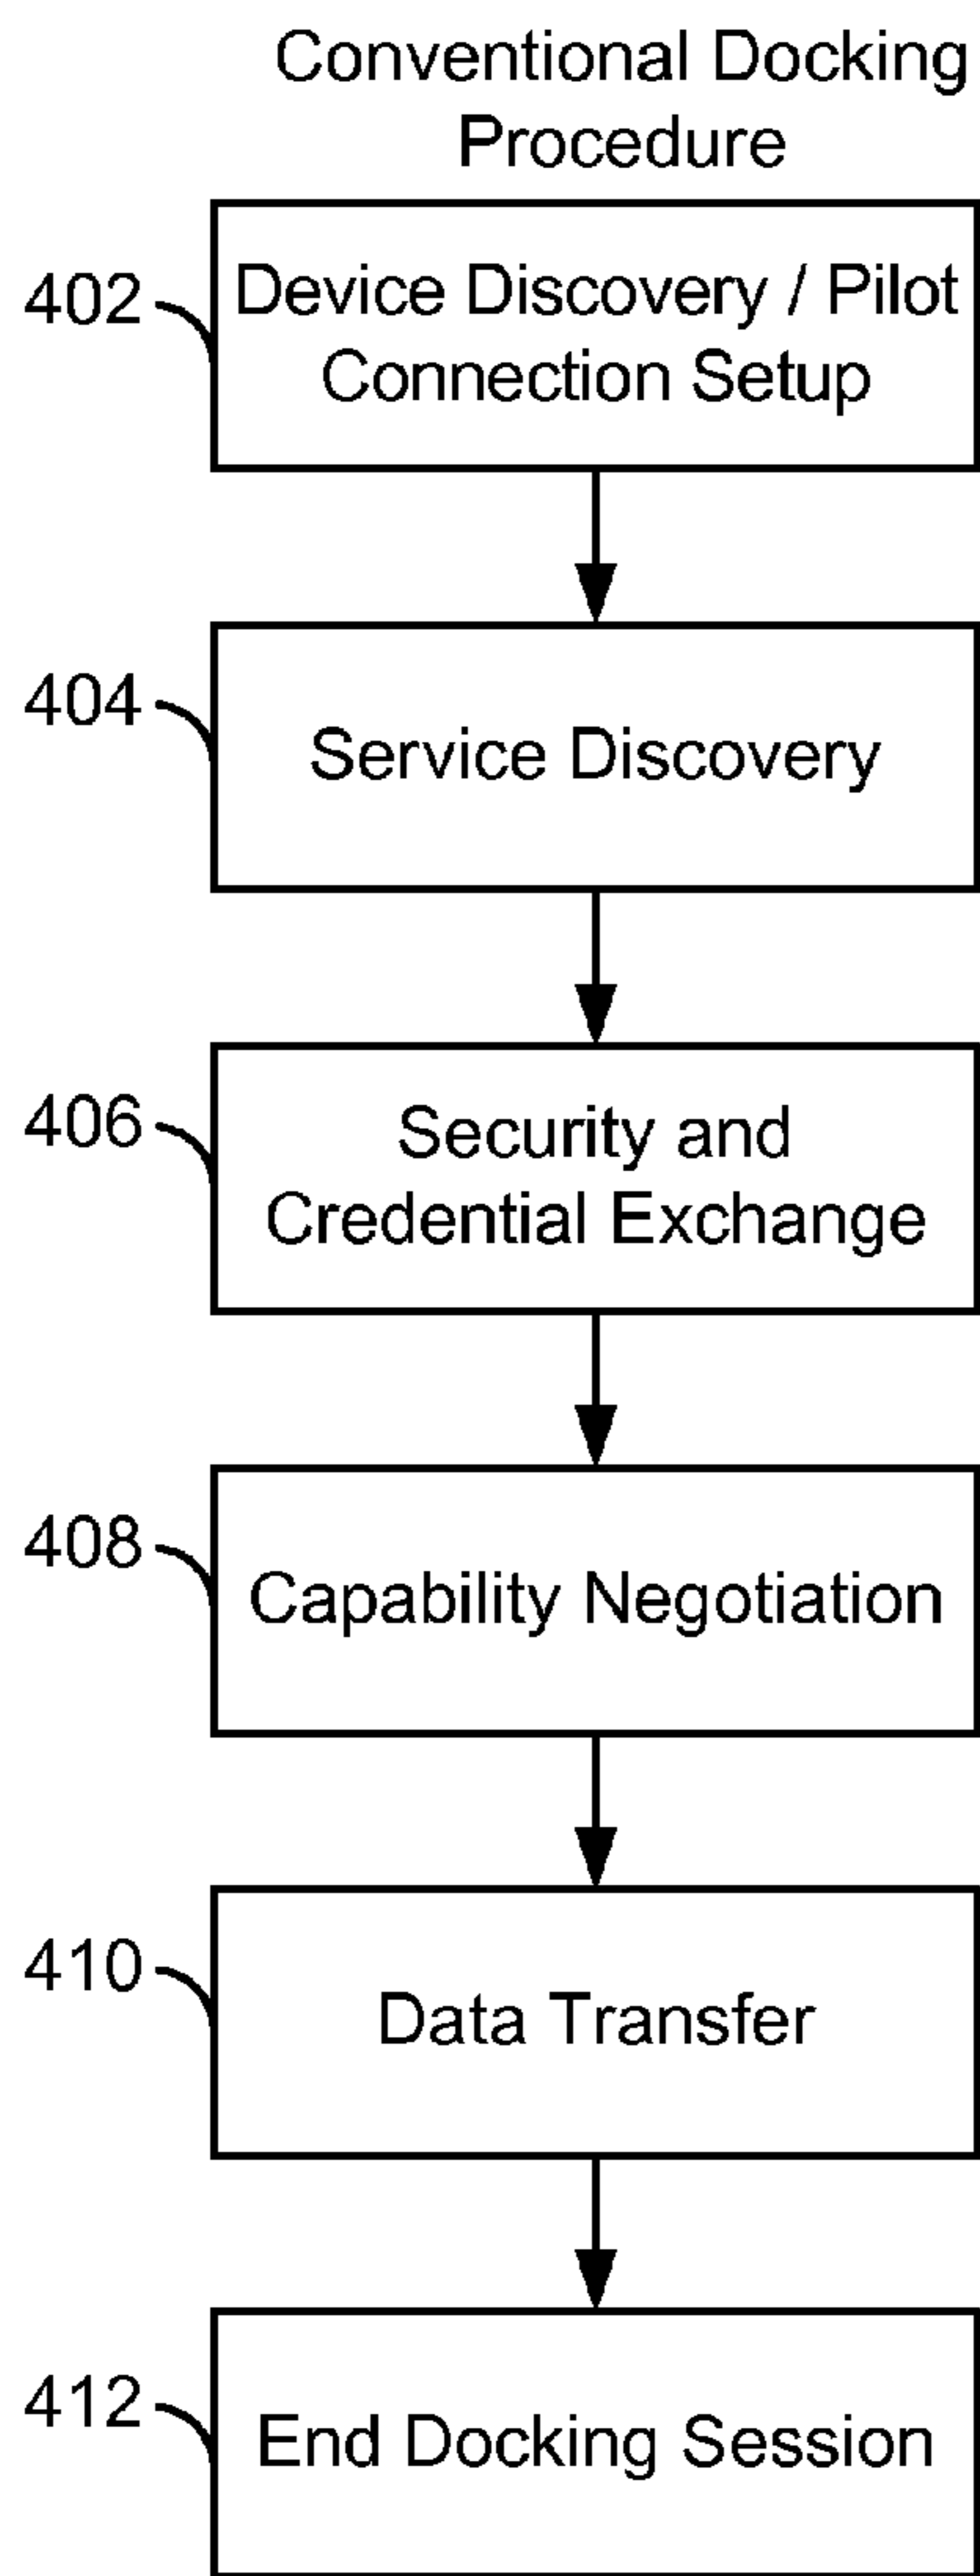 Conventional Docking
Procedure
402
Device Discovery / Pilot
Connection Setup
404
Service Discovery
406
Security and
Credential Exchange
408
Capability Negotiation
410
Data Transfer
412
End Docking Session